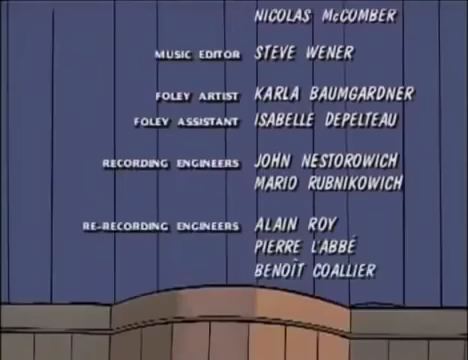 NICOLAS McCOMBER
MUSIC EDITOR STEVE WENER
FOLEY ARTIST KARLA BAUMGARDNER
FOLEY ASSISTANT ISABELLE DEPELTEAU
RECORDING ENGINEERS JOHN NESTOROWICH
MARIO RUBNIKOWICH
RE-RECORDING ENGINEERS ALAIN ROY
PIERRE L'ABBÉ
BENOÎT COALLIER